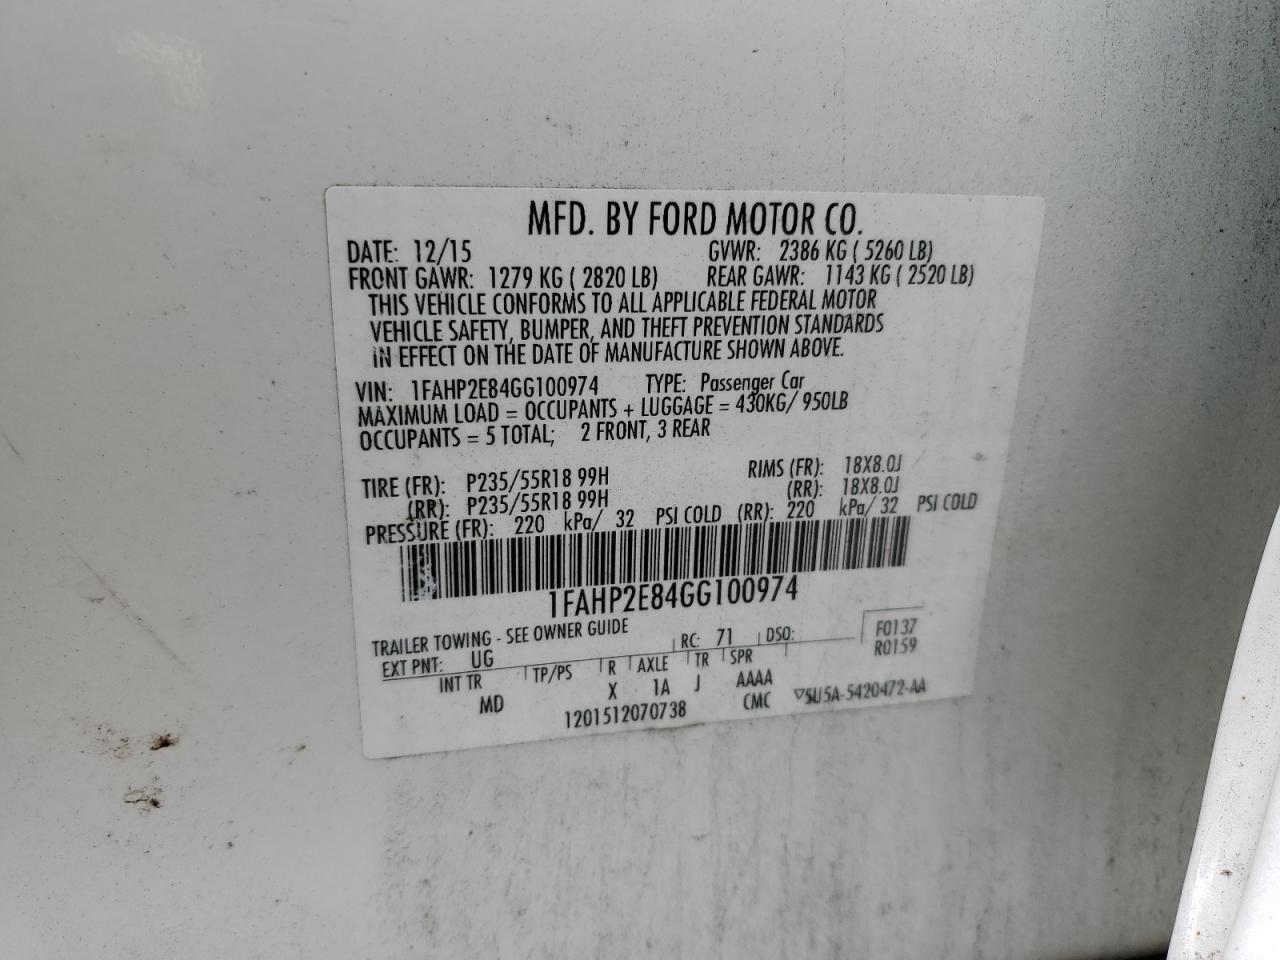 MFD. BY FORD MOTOR CO.
DATE: 12/15 GVWR: 2386 KG ( 5260 LB)
FRONT GAWR: 1279 KG ( 2820 LB) REAR GAWR: 1143 KG ( 2520 LB)
THIS VEHICLE CONFORMS TO ALL APPLICABLE FEDERAL MOTOR
VEHICLE SAFETY, BUMPER, AND THEFT PREVENTION STANDARDS
IN EFFECT ON THE DATE OF MANUFACTURE SHOWN ABOVE.
VIN: 1FAHP2E84GG100974 TYPE: Passenger Car
MAXIMUM LOAD = OCCUPANTS + LUGGAGE = 430KG/ 950LB
OCCUPANTS = 5 TOTAL; 2 FRONT, 3 REAR
TIRE (FR): P235/55R18 99H RIMS (FR): 18X8.0J
(RR): P235/55R18 99H (RR): 18X8.0J
PRESSURE (FR): 220 kPa/ 32 PSI COLD (RR): 220 kPa/ 32 PSI COLD
1FAHP2E84GG100974
TRAILER TOWING - SEE OWNER GUIDE
EXT PNT: UG RC: 71 DSO: F0137
R0159
INT TR TP/PS R AXLE TR SPR
MD X 1A J AAAA
1201512070738 CMC ▽SU5A-5420472-AA